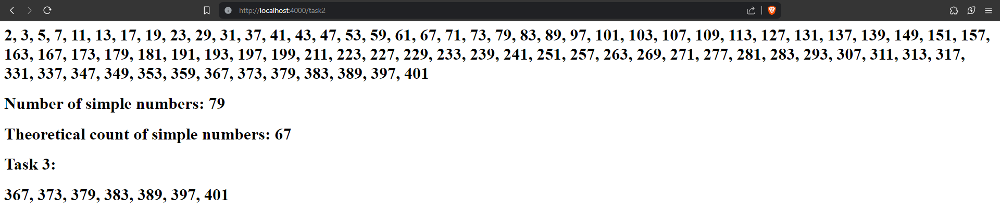 http://localhost:4000/task2
2, 3, 5, 7, 11, 13, 17, 19, 23, 29, 31, 37, 41, 43, 47, 53, 59, 61, 67, 71, 73, 79, 83, 89, 97, 101, 103, 107, 109, 113, 127, 131, 137, 139, 149, 151, 157,
163, 167, 173, 179, 181, 191, 193, 197, 199, 211, 223, 227, 229, 233, 239, 241, 251, 257, 263, 269, 271, 277, 281, 283, 293, 307, 311, 313, 317,
331, 337, 347, 349, 353, 359, 367, 373, 379, 383, 389, 397, 401
Number of simple numbers: 79
Theoretical count of simple numbers: 67
Task 3:
367, 373, 379, 383, 389, 397, 401